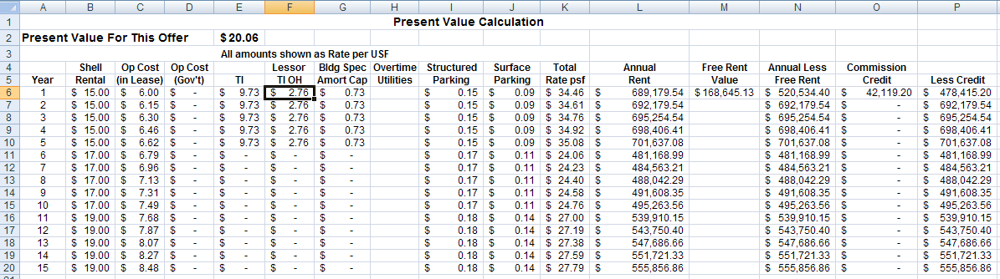 A B C D E F G H I J K L M N O P
1 Present Value Calculation
2 Present Value For This Offer $ 20.06
3 All amounts shown as Rate per USF
4 Shell Op Cost Op Cost Lessor Bldg Spec Overtime Structured Surface Total Annual Free Rent Annual Less Commission
5 Year Rental (in Lease) (Gov't) TI TI OH Amort Cap Utilities Parking Parking Rate psf Rent Value Free Rent Credit Less Credit
6 1 $ 15.00 $ 6.00 $ - $ 9.73 $ 2.76 $ 0.73 $ 0.15 $ 0.09 $ 34.46 $ 689,179.54 $ 168,645.13 $ 520,534.40 $ 42,119.20 $ 478,415.20
7 2 $ 15.00 $ 6.15 $ - $ 9.73 $ 2.76 $ 0.73 $ 0.15 $ 0.09 $ 34.61 $ 692,179.54 $ 692,179.54 $ - $ 692,179.54
8 3 $ 15.00 $ 6.30 $ - $ 9.73 $ 2.76 $ 0.73 $ 0.15 $ 0.09 $ 34.76 $ 695,254.54 $ 695,254.54 $ - $ 695,254.54
9 4 $ 15.00 $ 6.46 $ - $ 9.73 $ 2.76 $ 0.73 $ 0.15 $ 0.09 $ 34.92 $ 698,406.41 $ 698,406.41 $ - $ 698,406.41
10 5 $ 15.00 $ 6.62 $ - $ 9.73 $ 2.76 $ 0.73 $ 0.15 $ 0.09 $ 35.08 $ 701,637.08 $ 701,637.08 $ - $ 701,637.08
11 6 $ 17.00 $ 6.79 $ - $ - $ - $ - $ 0.17 $ 0.11 $ 24.06 $ 481,168.99 $ 481,168.99 $ - $ 481,168.99
12 7 $ 17.00 $ 6.96 $ - $ - $ - $ - $ 0.17 $ 0.11 $ 24.23 $ 484,563.21 $ 484,563.21 $ - $ 484,563.21
13 8 $ 17.00 $ 7.13 $ - $ - $ - $ - $ 0.17 $ 0.11 $ 24.40 $ 488,042.29 $ 488,042.29 $ - $ 488,042.29
14 9 $ 17.00 $ 7.31 $ - $ - $ - $ - $ 0.17 $ 0.11 $ 24.58 $ 491,608.35 $ 491,608.35 $ - $ 491,608.35
15 10 $ 17.00 $ 7.49 $ - $ - $ - $ - $ 0.17 $ 0.11 $ 24.76 $ 495,263.56 $ 495,263.56 $ - $ 495,263.56
16 11 $ 19.00 $ 7.68 $ - $ - $ - $ - $ 0.18 $ 0.14 $ 27.00 $ 539,910.15 $ 539,910.15 $ - $ 539,910.15
17 12 $ 19.00 $ 7.87 $ - $ - $ - $ - $ 0.18 $ 0.14 $ 27.19 $ 543,750.40 $ 543,750.40 $ - $ 543,750.40
18 13 $ 19.00 $ 8.07 $ - $ - $ - $ - $ 0.18 $ 0.14 $ 27.38 $ 547,686.66 $ 547,686.66 $ - $ 547,686.66
19 14 $ 19.00 $ 8.27 $ - $ - $ - $ - $ 0.18 $ 0.14 $ 27.59 $ 551,721.33 $ 551,721.33 $ - $ 551,721.33
20 15 $ 19.00 $ 8.48 $ - $ - $ - $ - $ 0.18 $ 0.14 $ 27.79 $ 555,856.86 $ 555,856.86 $ - $ 555,856.86